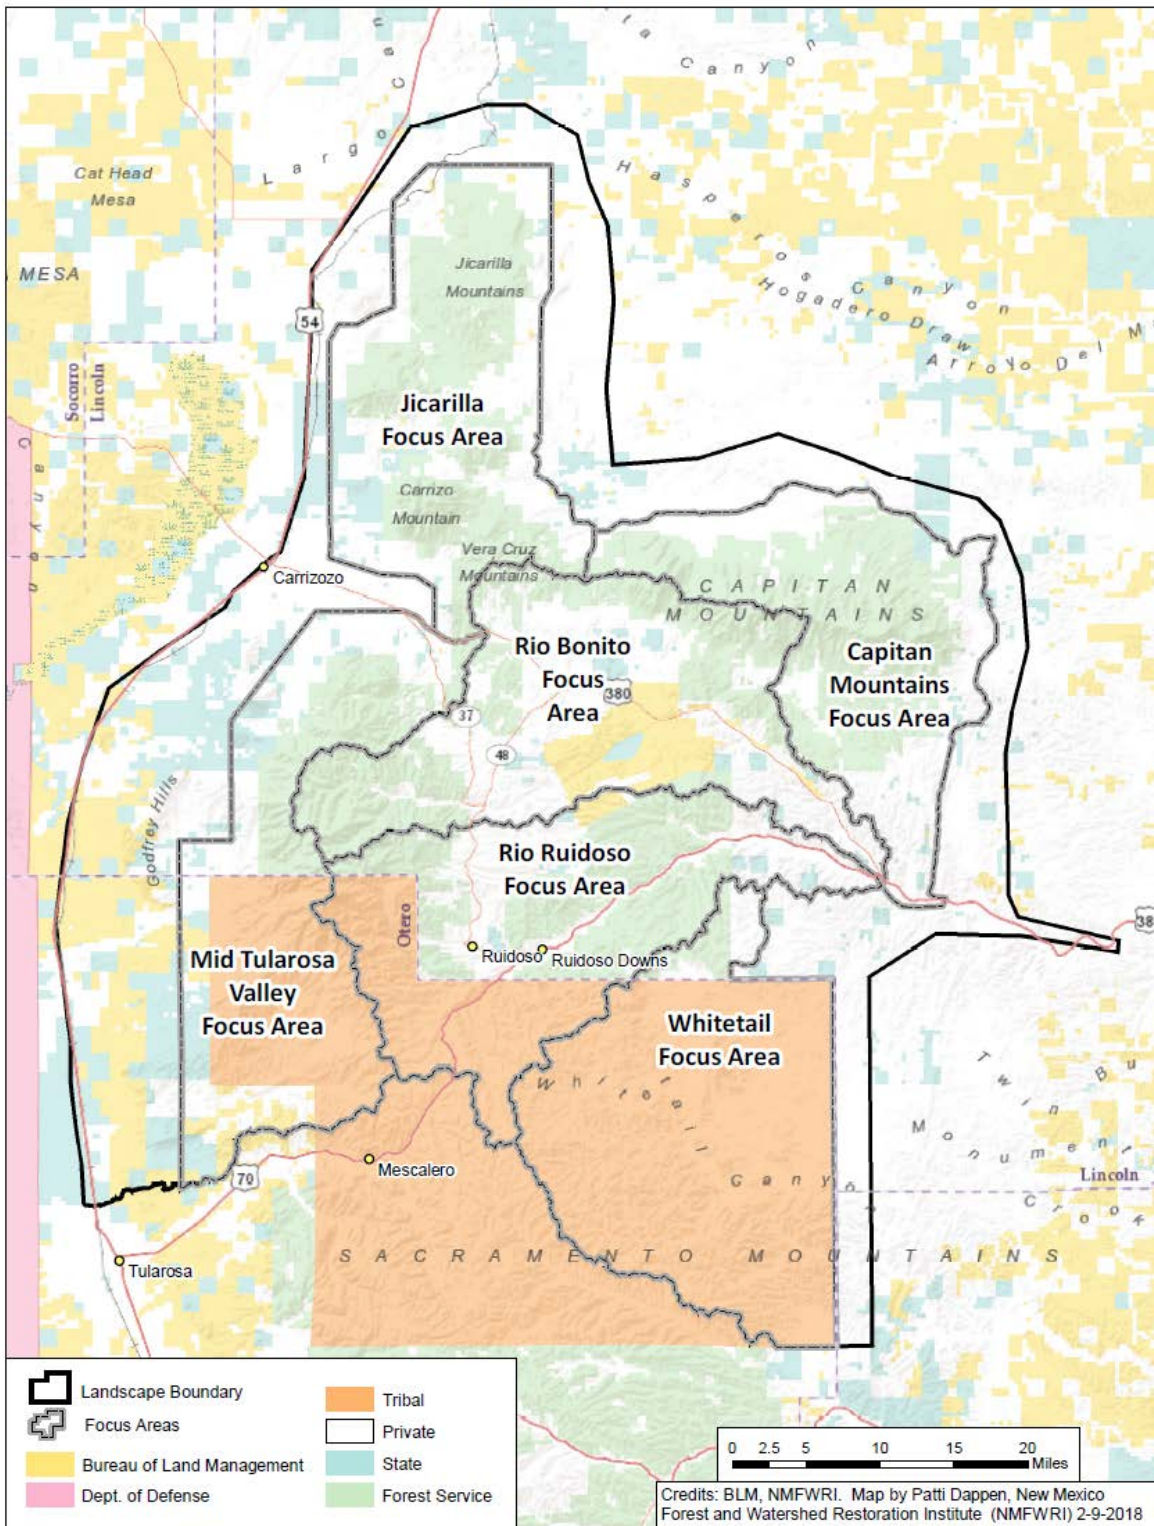 Largo Can
ta Canyon
Cat Head
Mesa
Hasperos Canyon
MESA
Jicarilla
Mountains
Hogadero Draw
54
Arroyo Del M
Socorro
Lincoln
Jicarilla
Focus Area
Canyon
Carrizo
Mountain
Vera Cruz
Mountains
Carrizozo
CAPITAN
MOUNTAINS
Rio Bonito
Focus
Area
Capitan
Mountains
Focus Area
380
37
48
Godfrey Hills
Rio Ruidoso
Focus Area
Otero
38
Ruidoso
Ruidoso Downs
Mid Tularosa
Valley
Focus Area
Whitetail
Focus Area
Whitetail Canyon
Twin Bu
Monument
Mescalero
70
Lincoln
Crook
SACRAMENTO MOUNTAINS
Tularosa
Landscape Boundary
Focus Areas
Bureau of Land Management
Dept. of Defense
Tribal
Private
State
Forest Service
0 2.5 5 10 15 20
Miles
Credits: BLM, NMFWRI. Map by Patti Dappen, New Mexico
Forest and Watershed Restoration Institute (NMFWRI) 2-9-2018